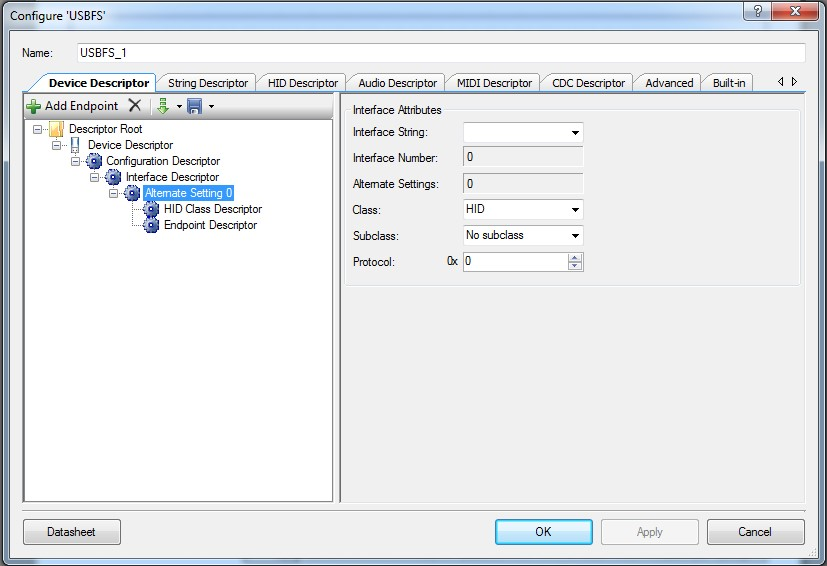 Configure 'USBFS'
Name: USBFS_1
Device Descriptor String Descriptor HID Descriptor Audio Descriptor MIDI Descriptor CDC Descriptor Advanced Built-in
Add Endpoint
Descriptor Root
Device Descriptor
Configuration Descriptor
Interface Descriptor
Alternate Setting 0
HID Class Descriptor
Endpoint Descriptor
Interface Attributes
Interface String:
Interface Number: 0
Alternate Settings: 0
Class: HID
Subclass: No subclass
Protocol: 0x 0
Datasheet OK Apply Cancel